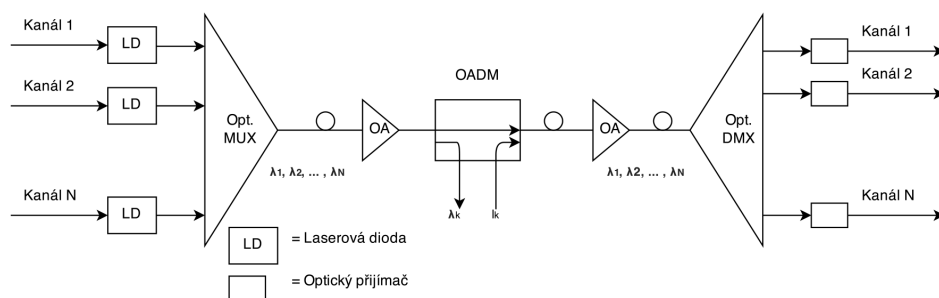 Kanál 1
LD
Kanál 2
LD
Kanál N
LD
Opt.
MUX
λ1, λ2, ... , λN
OA
OADM
λk
Ik
OA
λ1, λ2, ... , λN
Opt.
DMX
Kanál 1
Kanál 2
Kanál N
LD
= Laserová dioda
= Optický přijímač